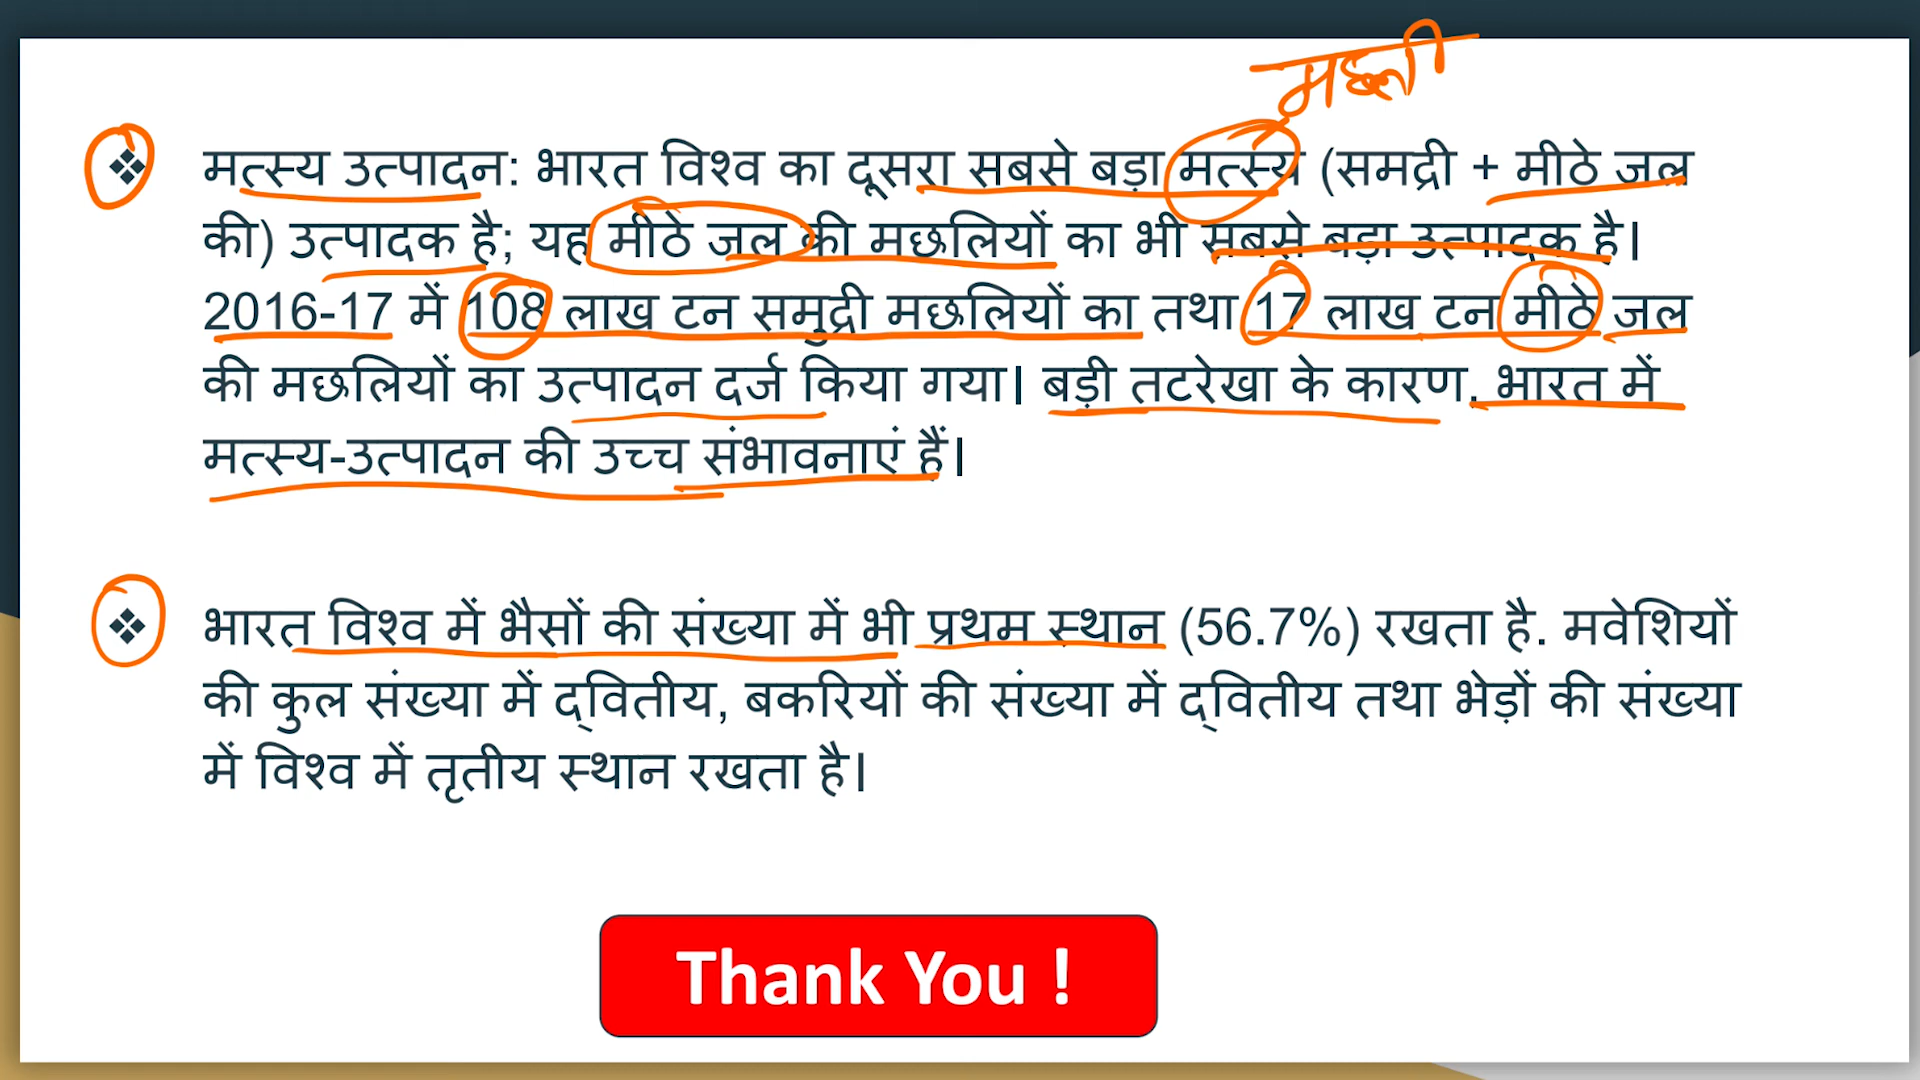 मछली
मत्स्य उत्पादन: भारत विश्व का दूसरा सबसे बड़ा मत्स्य (समद्री + मीठे जल
की) उत्पादक है; यह मीठे जल की मछलियों का भी सबसे बड़ा उत्पादक है।
2016-17 में 108 लाख टन समुद्री मछलियों का तथा 17 लाख टन मीठे जल
की मछलियों का उत्पादन दर्ज किया गया। बड़ी तटरेखा के कारण, भारत में
मत्स्य-उत्पादन की उच्च संभावनाएं हैं।
भारत विश्व में भैसों की संख्या में भी प्रथम स्थान (56.7%) रखता है. मवेशियों
की कुल संख्या में द्वितीय, बकरियों की संख्या में द्वितीय तथा भेड़ों की संख्या
में विश्व में तृतीय स्थान रखता है।
Thank You !